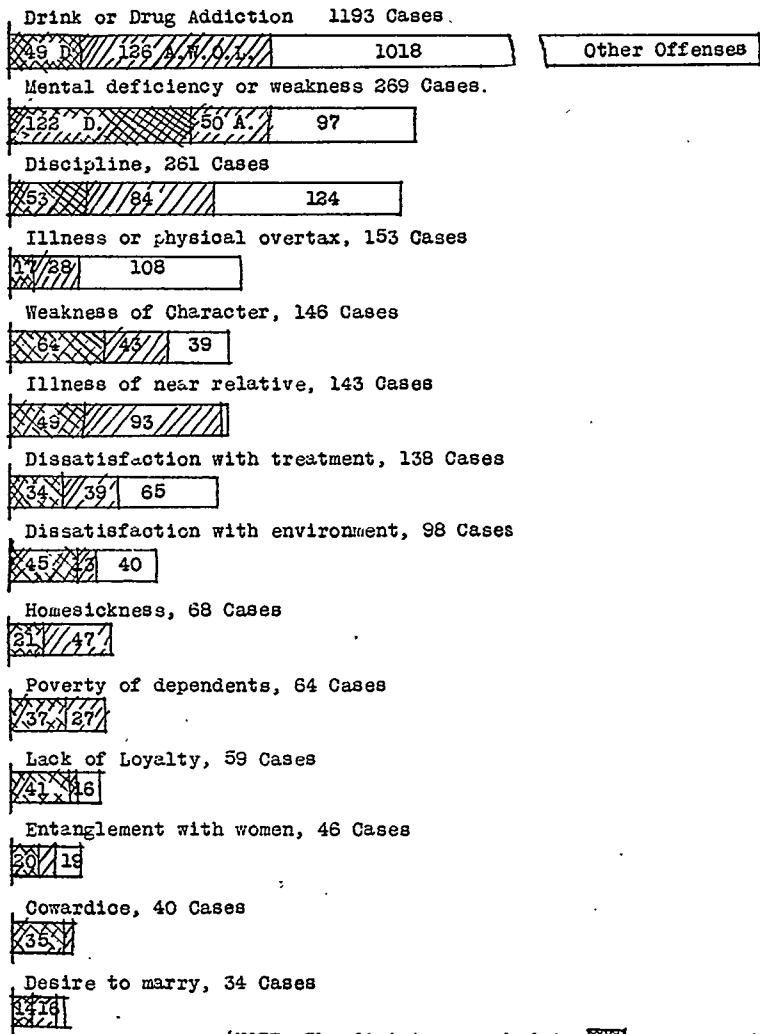 Drink or Drug Addiction 1193 Cases.
49 D. 126 A.W.O.L. 1018 Other Offenses
Mental deficiency or weakness 269 Cases.
122 D. 50 A. 97
Discipline, 261 Cases
53 84 124
Illness or physical overtax, 153 Cases
17 28 108
Weakness of Character, 146 Cases
64 43 39
Illness of near relative, 143 Cases
49 93
Dissatisfaction with treatment, 138 Cases
34 39 65
Dissatisfaction with environment, 98 Cases
45 13 40
Homesickness, 68 Cases
21 47
Poverty of dependents, 64 Cases
37 27
Lack of Loyalty, 59 Cases
41 16
Entanglement with women, 46 Cases
20 19
Cowardice, 40 Cases
35
Desire to marry, 34 Cases
14 16